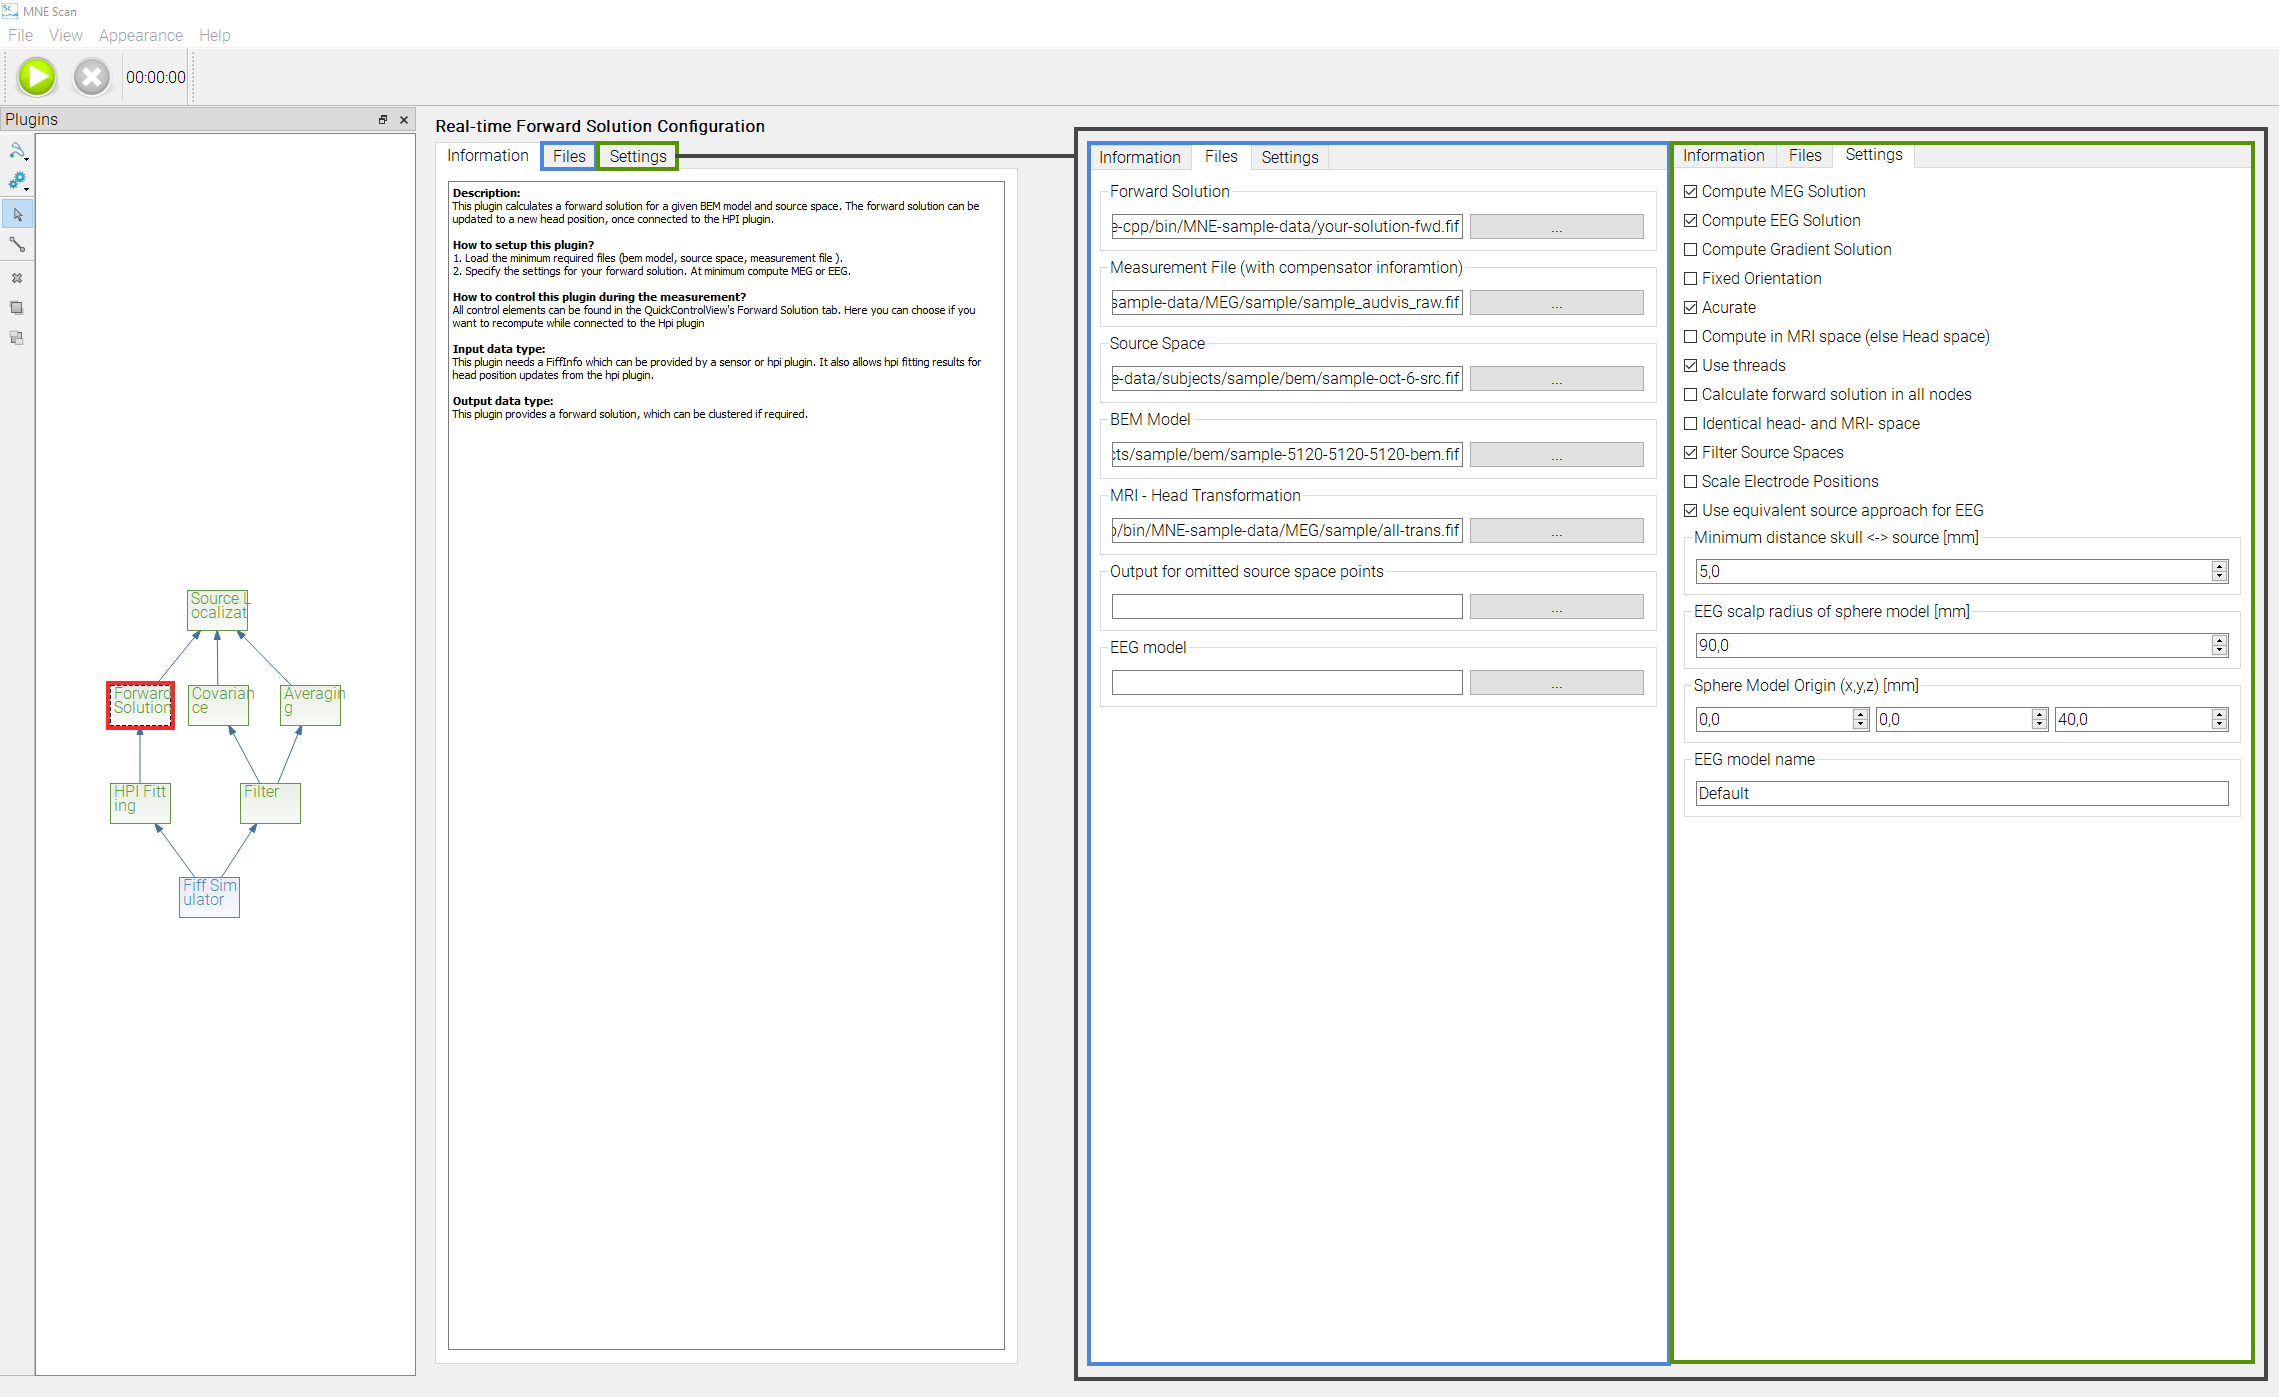 MNE Scan
File View Appearance Help
00:00:00
Plugins
Source L
ocalizat
Forward
Solution
Covarian
ce
Averagin
g
HPI Fitt
ing
Filter
Fiff Sim
ulator
Real-time Forward Solution Configuration
Information Files Settings
Description:
This plugin calculates a forward solution for a given BEM model and source space. The forward solution can be
updated to a new head position, once connected to the HPI plugin.
How to setup this plugin?
1. Load the minimum required files (bem model, source space, measurement file ).
2. Specify the settings for your forward solution. At minimum compute MEG or EEG.
How to control this plugin during the measurement?
All control elements can be found in the QuickControlView's Forward Solution tab. Here you can choose if you
want to recompute while connected to the Hpi plugin
Input data type:
This plugin needs a FiffInfo which can be provided by a sensor or hpi plugin. It also allows hpi fitting results for
head position updates from the hpi plugin.
Output data type:
This plugin provides a forward solution, which can be clustered if required.
Information Files Settings
Forward Solution
e-cpp/bin/MNE-sample-data/your-solution-fwd.fif ...
Measurement File (with compensator inforamtion)
sample-data/MEG/sample/sample_audvis_raw.fif ...
Source Space
e-data/subjects/sample/bem/sample-oct-6-src.fif ...
BEM Model
cts/sample/bem/sample-5120-5120-5120-bem.fif ...
MRI - Head Transformation
p/bin/MNE-sample-data/MEG/sample/all-trans.fif ...
Output for omitted source space points
...
EEG model
...
Information Files Settings
Compute MEG Solution
Compute EEG Solution
Compute Gradient Solution
Fixed Orientation
Acurate
Compute in MRI space (else Head space)
Use threads
Calculate forward solution in all nodes
Identical head- and MRI- space
Filter Source Spaces
Scale Electrode Positions
Use equivalent source approach for EEG
Minimum distance skull <-> source [mm]
5,0
EEG scalp radius of sphere model [mm]
90,0
Sphere Model Origin (x,y,z) [mm]
0,0 0,0 40,0
EEG model name
Default